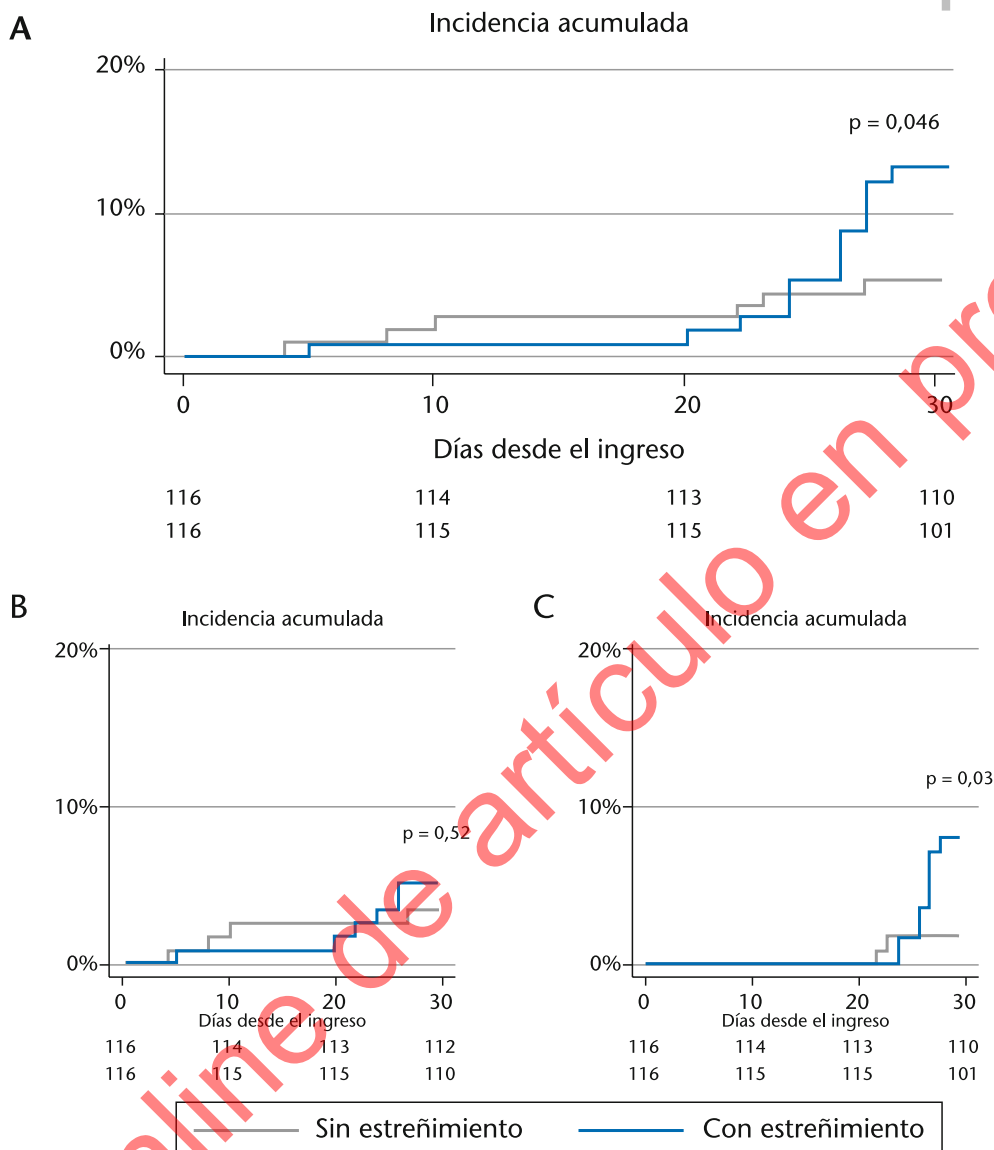 A
Incidencia acumulada
20%
p = 0,046
10%
0%
0 10 20 30
Días desde el ingreso
116 114 113 110
116 115 115 101
B
Incidencia acumulada
20%
10%
p = 0,52
0%
0 10 20 30
Días desde el ingreso
116 114 113 112
116 115 115 110
C
Incidencia acumulada
20%
p = 0,03
10%
0%
0 10 20 30
Días desde el ingreso
116 114 113 110
116 115 115 101
Sin estreñimiento Con estreñimiento
de artículo en